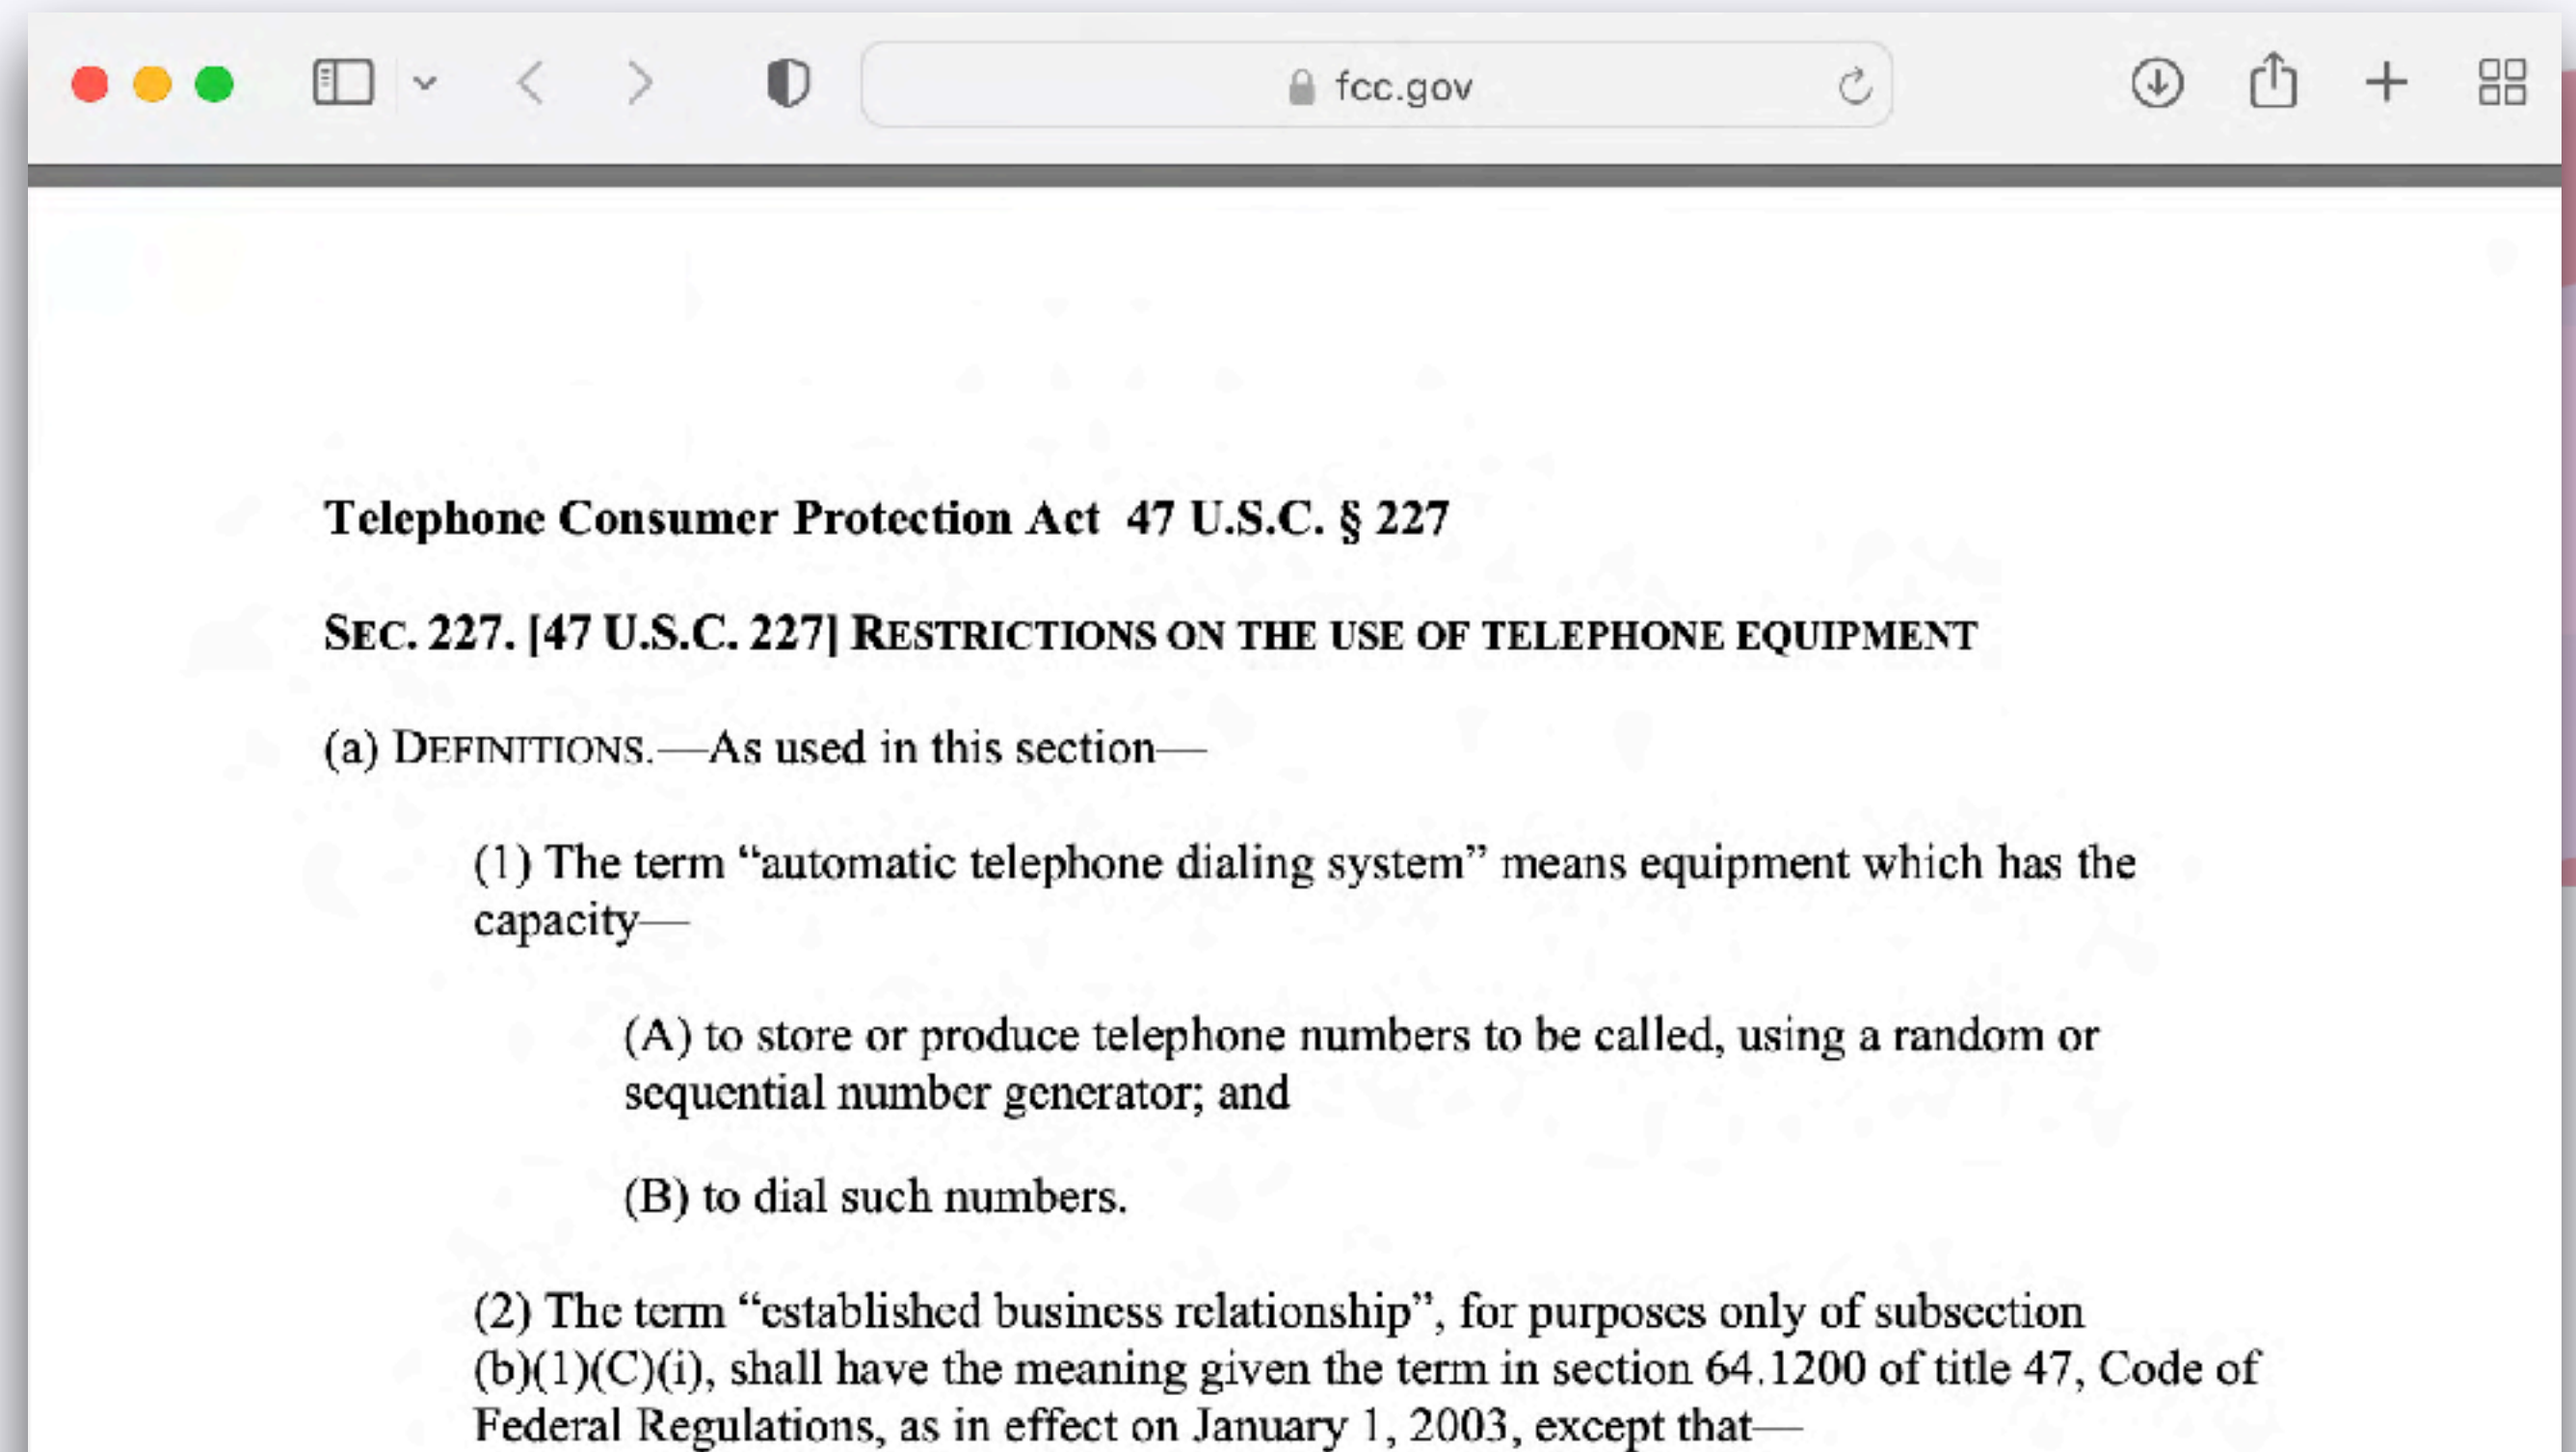 fcc.gov
Telephone Consumer Protection Act 47 U.S.C. § 227
SEC. 227. [47 U.S.C. 227] RESTRICTIONS ON THE USE OF TELEPHONE EQUIPMENT
(a) DEFINITIONS.—As used in this section—
(1) The term “automatic telephone dialing system” means equipment which has the
capacity—
(A) to store or produce telephone numbers to be called, using a random or
sequential number generator; and
(B) to dial such numbers.
(2) The term “established business relationship”, for purposes only of subsection
(b)(1)(C)(i), shall have the meaning given the term in section 64.1200 of title 47, Code of
Federal Regulations, as in effect on January 1, 2003, except that—